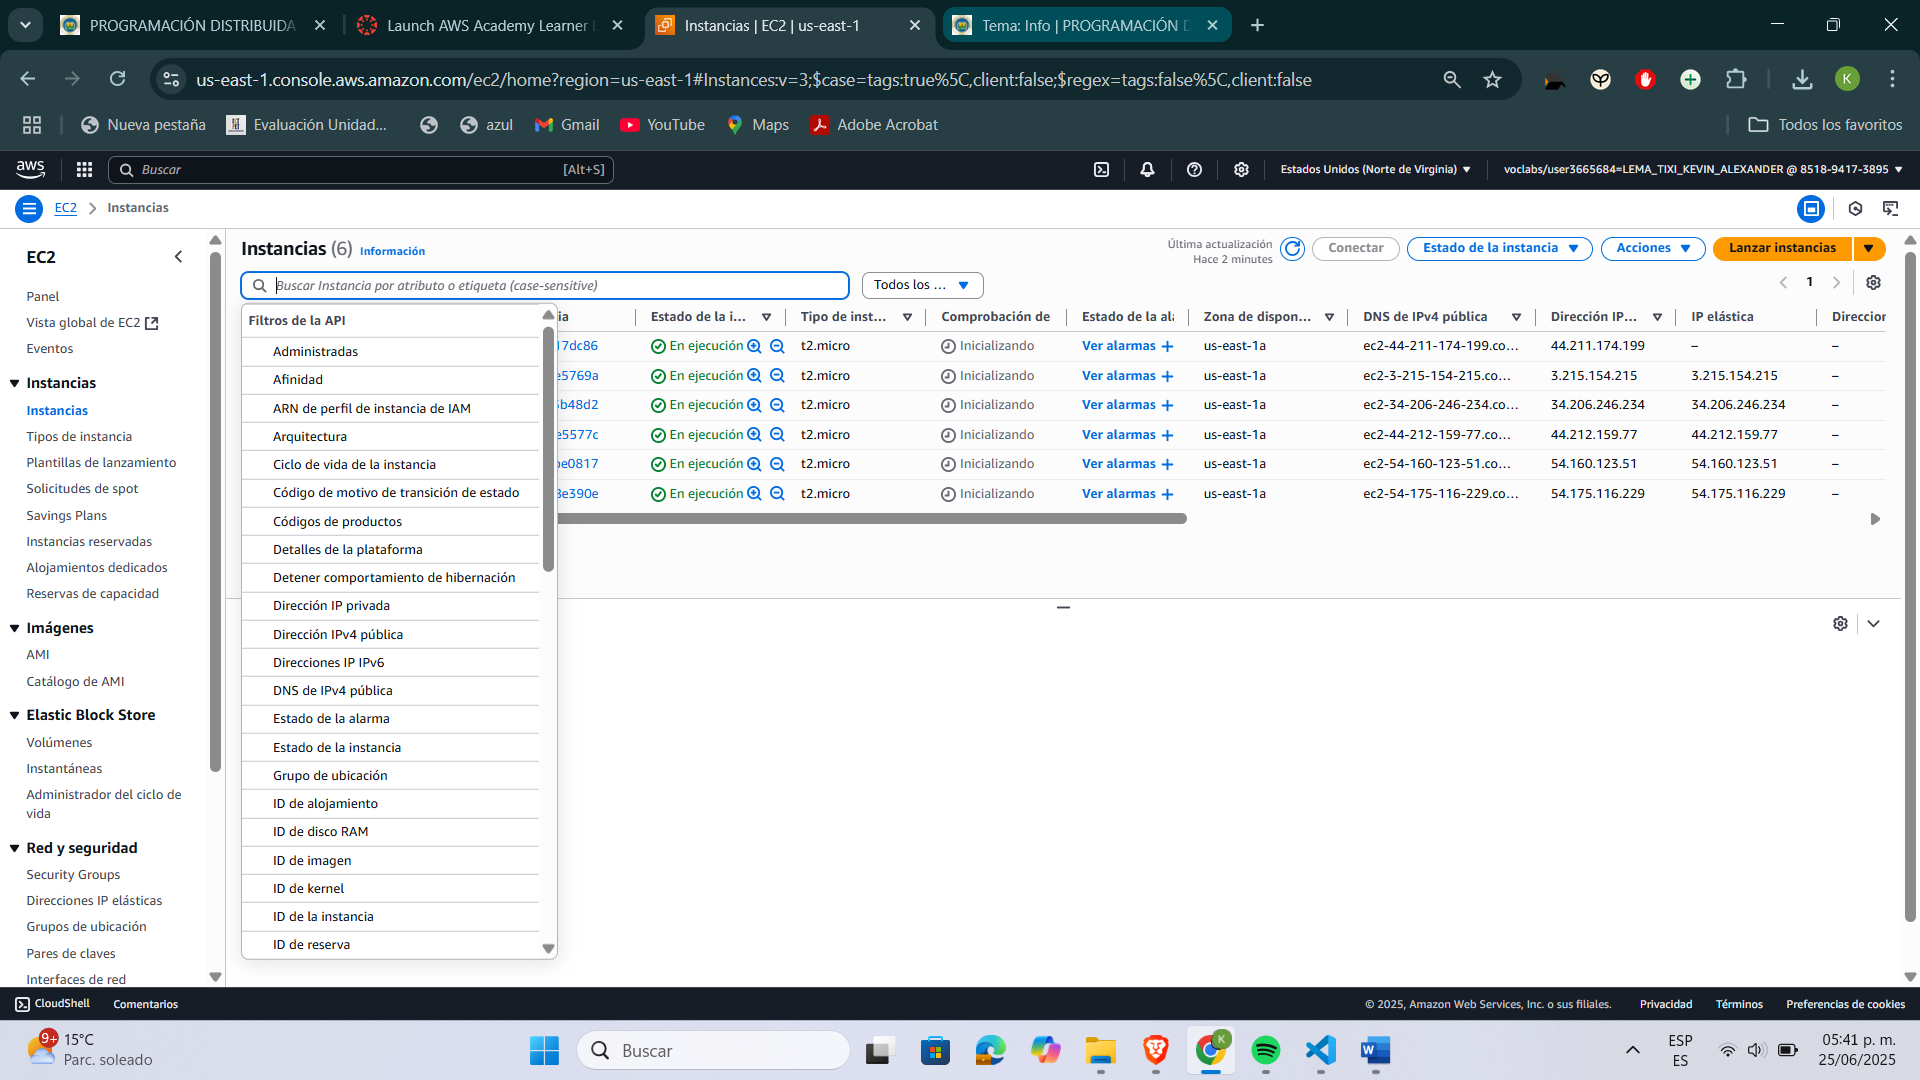 PROGRAMACIÓN DISTRIBUIDA
Launch AWS Academy Learner
Instancias | EC2 | us-east-1
Tema: Info | PROGRAMACIÓN D
us-east-1.console.aws.amazon.com/ec2/home?region=us-east-1#Instances:v=3;$case=tags:true%5C,client:false;$regex=tags:false%5C,client:false
K
Nueva pestaña
Evaluación Unidad...
azul
Gmail
YouTube
Maps
Adobe Acrobat
Todos los favoritos
aws
Buscar
[Alt+S]
Estados Unidos (Norte de Virginia)
voclabs/user3665684=LEMA_TIXI_KEVIN_ALEXANDER @ 8518-9417-3895
EC2
Instancias
EC2
Panel
Vista global de EC2
Eventos
Instancias
Instancias
Tipos de instancia
Plantillas de lanzamiento
Solicitudes de spot
Savings Plans
Instancias reservadas
Alojamientos dedicados
Reservas de capacidad
Imágenes
AMI
Catálogo de AMI
Elastic Block Store
Volúmenes
Instantáneas
Administrador del ciclo de
vida
Red y seguridad
Security Groups
Direcciones IP elásticas
Grupos de ubicación
Pares de claves
Interfaces de red
Instancias (6) Información
Última actualización
Hace 2 minutes
Conectar
Estado de la instancia
Acciones
Lanzar instancias
Buscar Instancia por atributo o etiqueta (case-sensitive)
Todos los ...
1
Filtros de la API
Administradas
Afinidad
ARN de perfil de instancia de IAM
Arquitectura
Ciclo de vida de la instancia
Código de motivo de transición de estado
Códigos de productos
Detalles de la plataforma
Detener comportamiento de hibernación
Dirección IP privada
Dirección IPv4 pública
Direcciones IP IPv6
DNS de IPv4 pública
Estado de la alarma
Estado de la instancia
Grupo de ubicación
ID de alojamiento
ID de disco RAM
ID de imagen
ID de kernel
ID de la instancia
ID de reserva
ia Estado de la i... Tipo de inst... Comprobación de Estado de la ala Zona de dispon... DNS de IPv4 pública Dirección IP... IP elástica Direccion
17dc86 En ejecución t2.micro Inicializando Ver alarmas + us-east-1a ec2-44-211-174-199.co... 44.211.174.199 – –
e5769a En ejecución t2.micro Inicializando Ver alarmas + us-east-1a ec2-3-215-154-215.co... 3.215.154.215 3.215.154.215 –
b48d2 En ejecución t2.micro Inicializando Ver alarmas + us-east-1a ec2-34-206-246-234.co... 34.206.246.234 34.206.246.234 –
e5577c En ejecución t2.micro Inicializando Ver alarmas + us-east-1a ec2-44-212-159-77.co... 44.212.159.77 44.212.159.77 –
be0817 En ejecución t2.micro Inicializando Ver alarmas + us-east-1a ec2-54-160-123-51.co... 54.160.123.51 54.160.123.51 –
8e390e En ejecución t2.micro Inicializando Ver alarmas + us-east-1a ec2-54-175-116-229.co... 54.175.116.229 54.175.116.229 –
CloudShell
Comentarios
© 2025, Amazon Web Services, Inc. o sus filiales.
Privacidad
Términos
Preferencias de cookies
9+
15°C
Parc. soleado
Buscar
K
ESP
ES
05:41 p. m.
25/06/2025